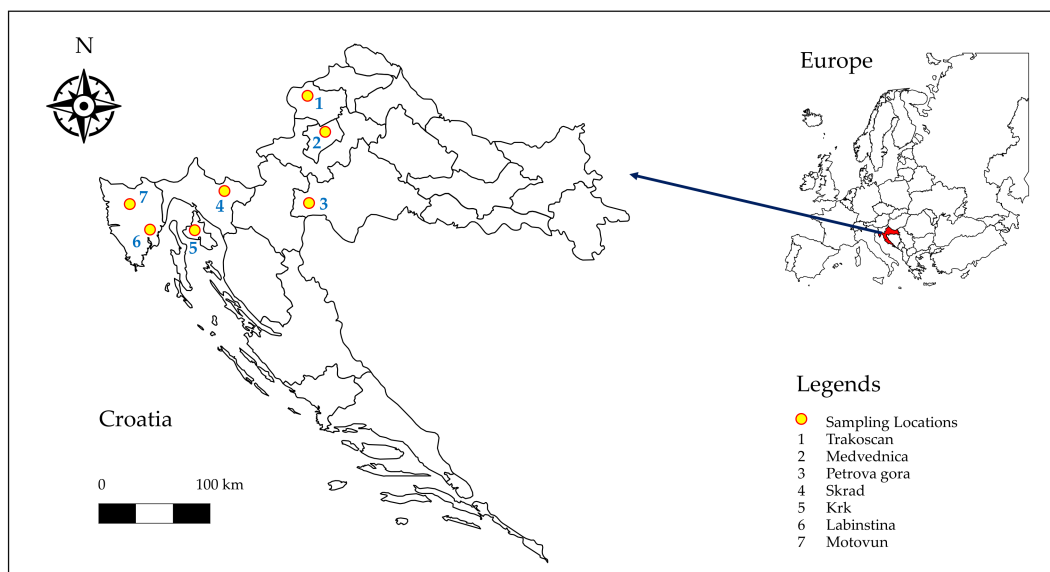 N
Europe
1
2
3
4
5
6
7
Croatia
0 100 km
Legends
Sampling Locations
1 Trakoscan
2 Medvednica
3 Petrova gora
4 Skrad
5 Krk
6 Labinstina
7 Motovun